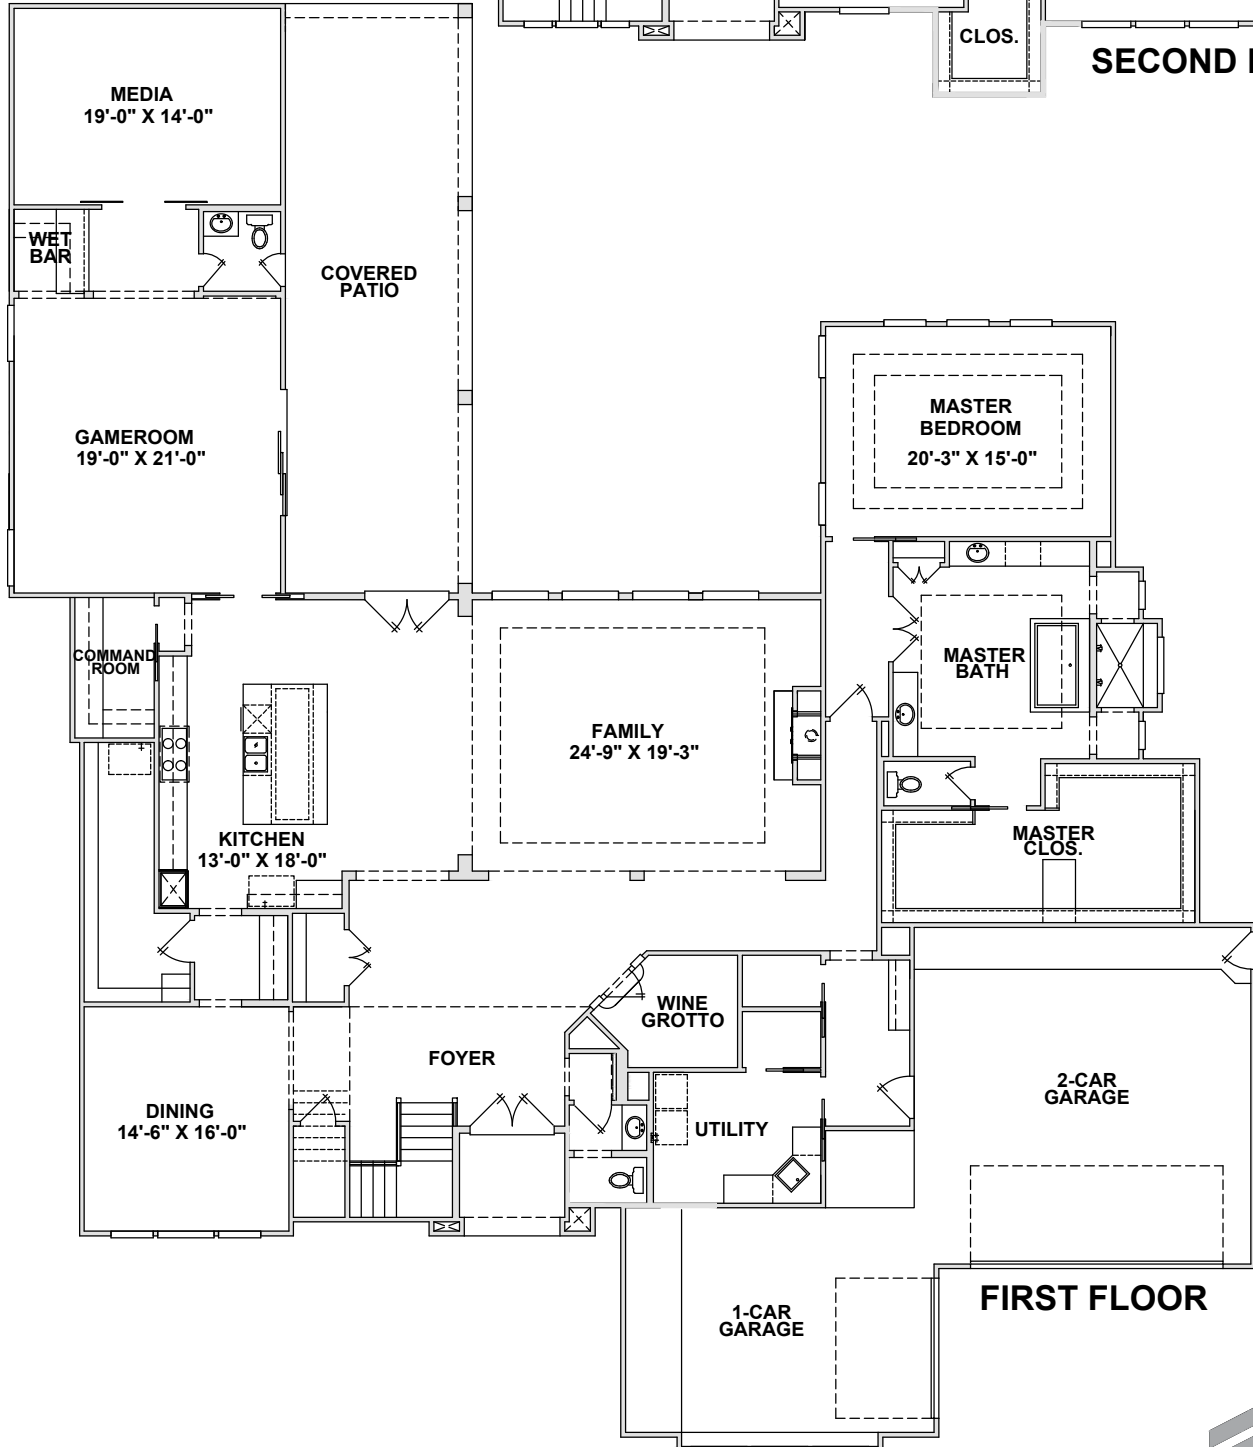 CLOS.
SECOND
MEDIA
19'-0" X 14'-0"
WET
BAR
COVERED
PATIO
MASTER
BEDROOM
20'-3" X 15'-0"
GAMEROOM
19'-0" X 21'-0"
COMMAND
ROOM
MASTER
BATH
FAMILY
24'-9" X 19'-3"
KITCHEN
13'-0" X 18'-0"
MASTER
CLOS.
WINE
GROTTO
FOYER
2-CAR
GARAGE
DINING
14'-6" X 16'-0"
UTILITY
1-CAR
GARAGE
FIRST FLOOR